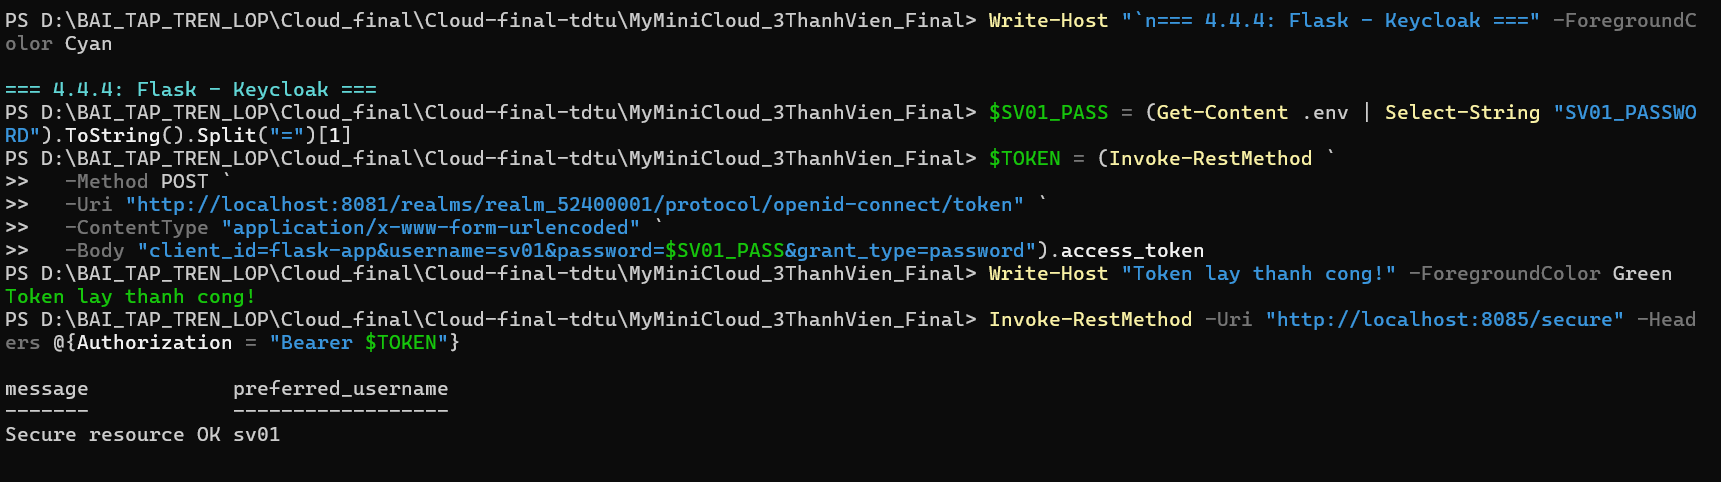 PS D:\BAI_TAP_TREN_LOP\Cloud_final\Cloud-final-tdtu\MyMiniCloud_3ThanhVien_Final> Write-Host "`n=== 4.4.4: Flask - Keycloak ===" -ForegroundC
olor Cyan
=== 4.4.4: Flask - Keycloak ===
PS D:\BAI_TAP_TREN_LOP\Cloud_final\Cloud-final-tdtu\MyMiniCloud_3ThanhVien_Final> $SV01_PASS = (Get-Content .env | Select-String "SV01_PASSWO
RD").ToString().Split("=")[1]
PS D:\BAI_TAP_TREN_LOP\Cloud_final\Cloud-final-tdtu\MyMiniCloud_3ThanhVien_Final> $TOKEN = (Invoke-RestMethod `
>>   -Method POST `
>>   -Uri "http://localhost:8081/realms/realm_52400001/protocol/openid-connect/token" `
>>   -ContentType "application/x-www-form-urlencoded" `
>>   -Body "client_id=flask-app&username=sv01&password=$SV01_PASS&grant_type=password").access_token
PS D:\BAI_TAP_TREN_LOP\Cloud_final\Cloud-final-tdtu\MyMiniCloud_3ThanhVien_Final> Write-Host "Token lay thanh cong!" -ForegroundColor Green
Token lay thanh cong!
PS D:\BAI_TAP_TREN_LOP\Cloud_final\Cloud-final-tdtu\MyMiniCloud_3ThanhVien_Final> Invoke-RestMethod -Uri "http://localhost:8085/secure" -Head
ers @{Authorization = "Bearer $TOKEN"}
message            preferred_username
-------            ------------------
Secure resource OK sv01